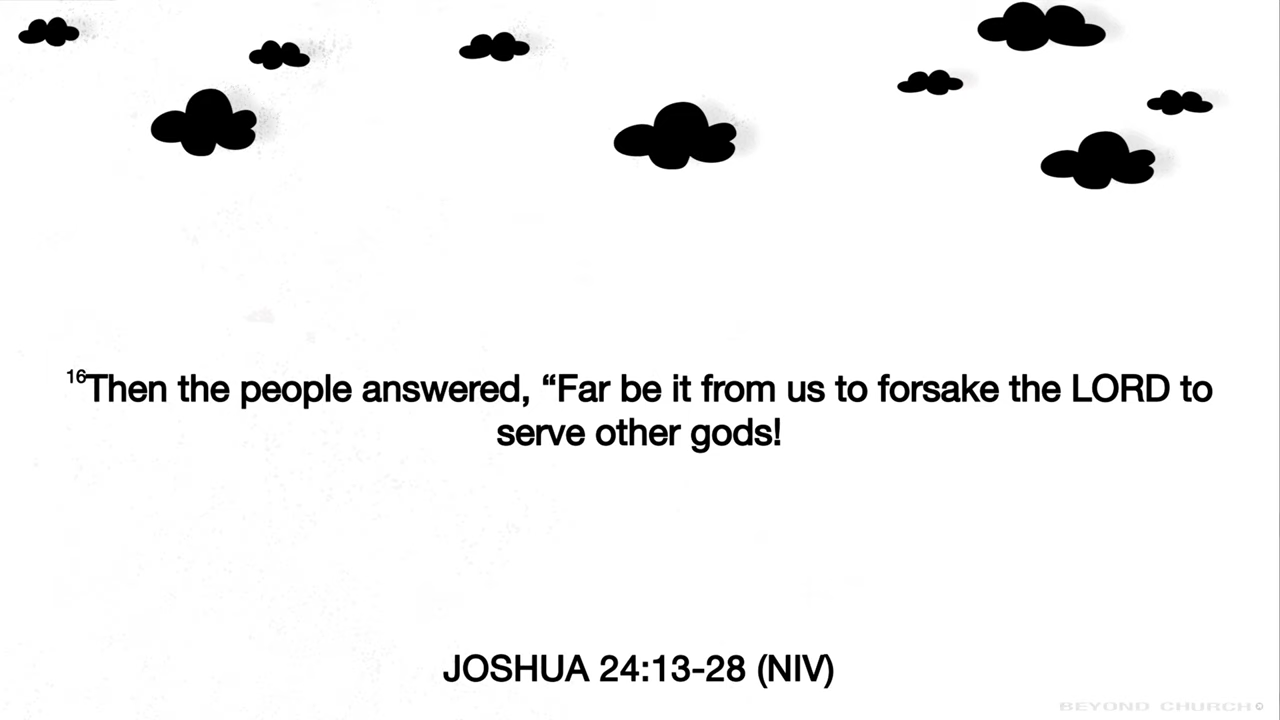 16Then the people answered, “Far be it from us to forsake the LORD to
serve other gods!
JOSHUA 24:13-28 (NIV)
BEYOND CHURCH©